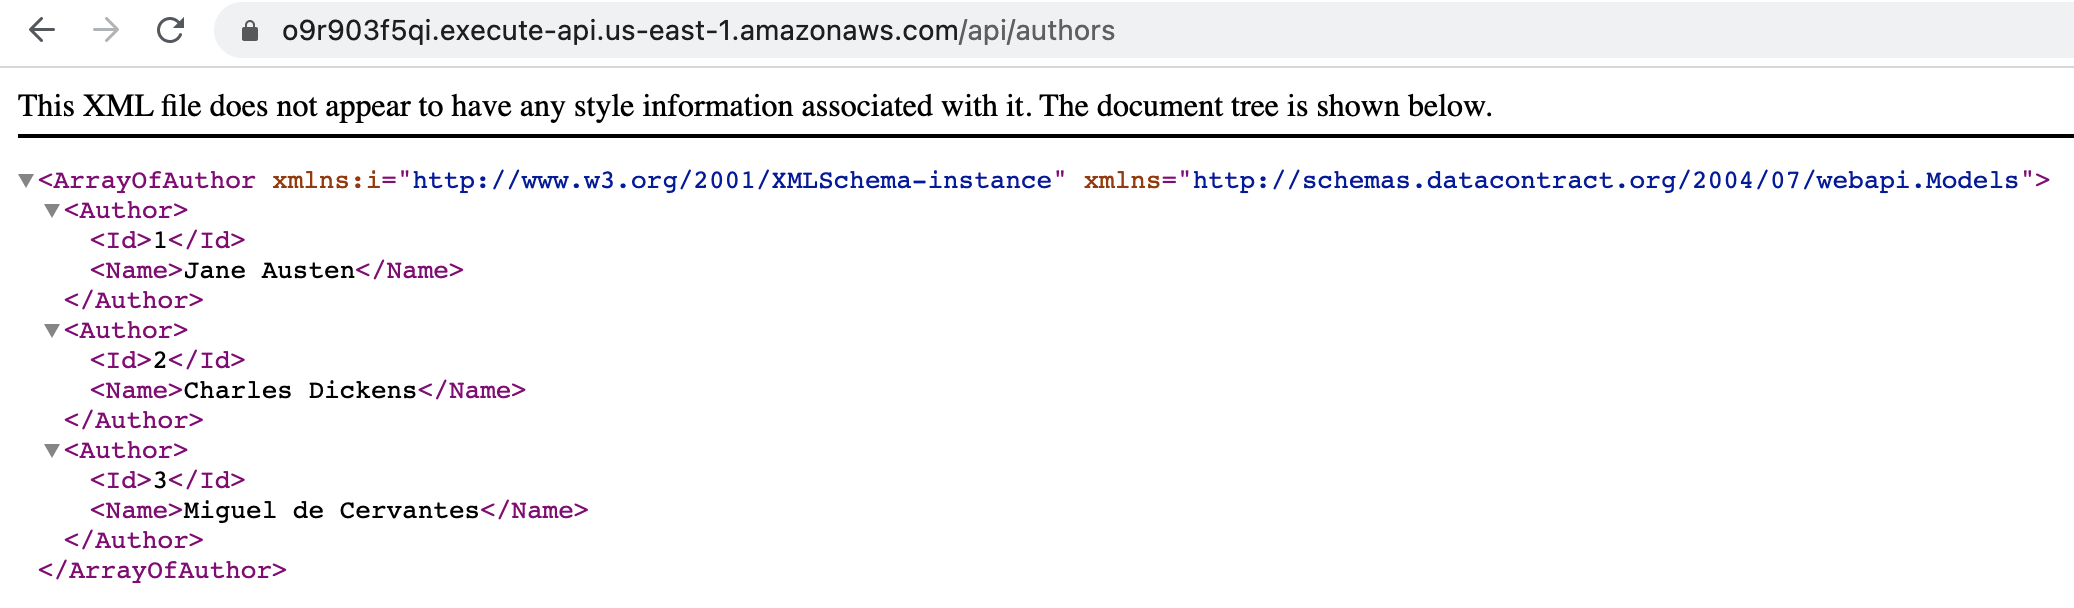 o9r903f5qi.execute-api.us-east-1.amazonaws.com/api/authors
This XML file does not appear to have any style information associated with it. The document tree is shown below.
<ArrayOfAuthor xmlns:i="http://www.w3.org/2001/XMLSchema-instance" xmlns="http://schemas.datacontract.org/2004/07/webapi.Models">
<Author>
<Id>1</Id>
<Name>Jane Austen</Name>
</Author>
<Author>
<Id>2</Id>
<Name>Charles Dickens</Name>
</Author>
<Author>
<Id>3</Id>
<Name>Miguel de Cervantes</Name>
</Author>
</ArrayOfAuthor>